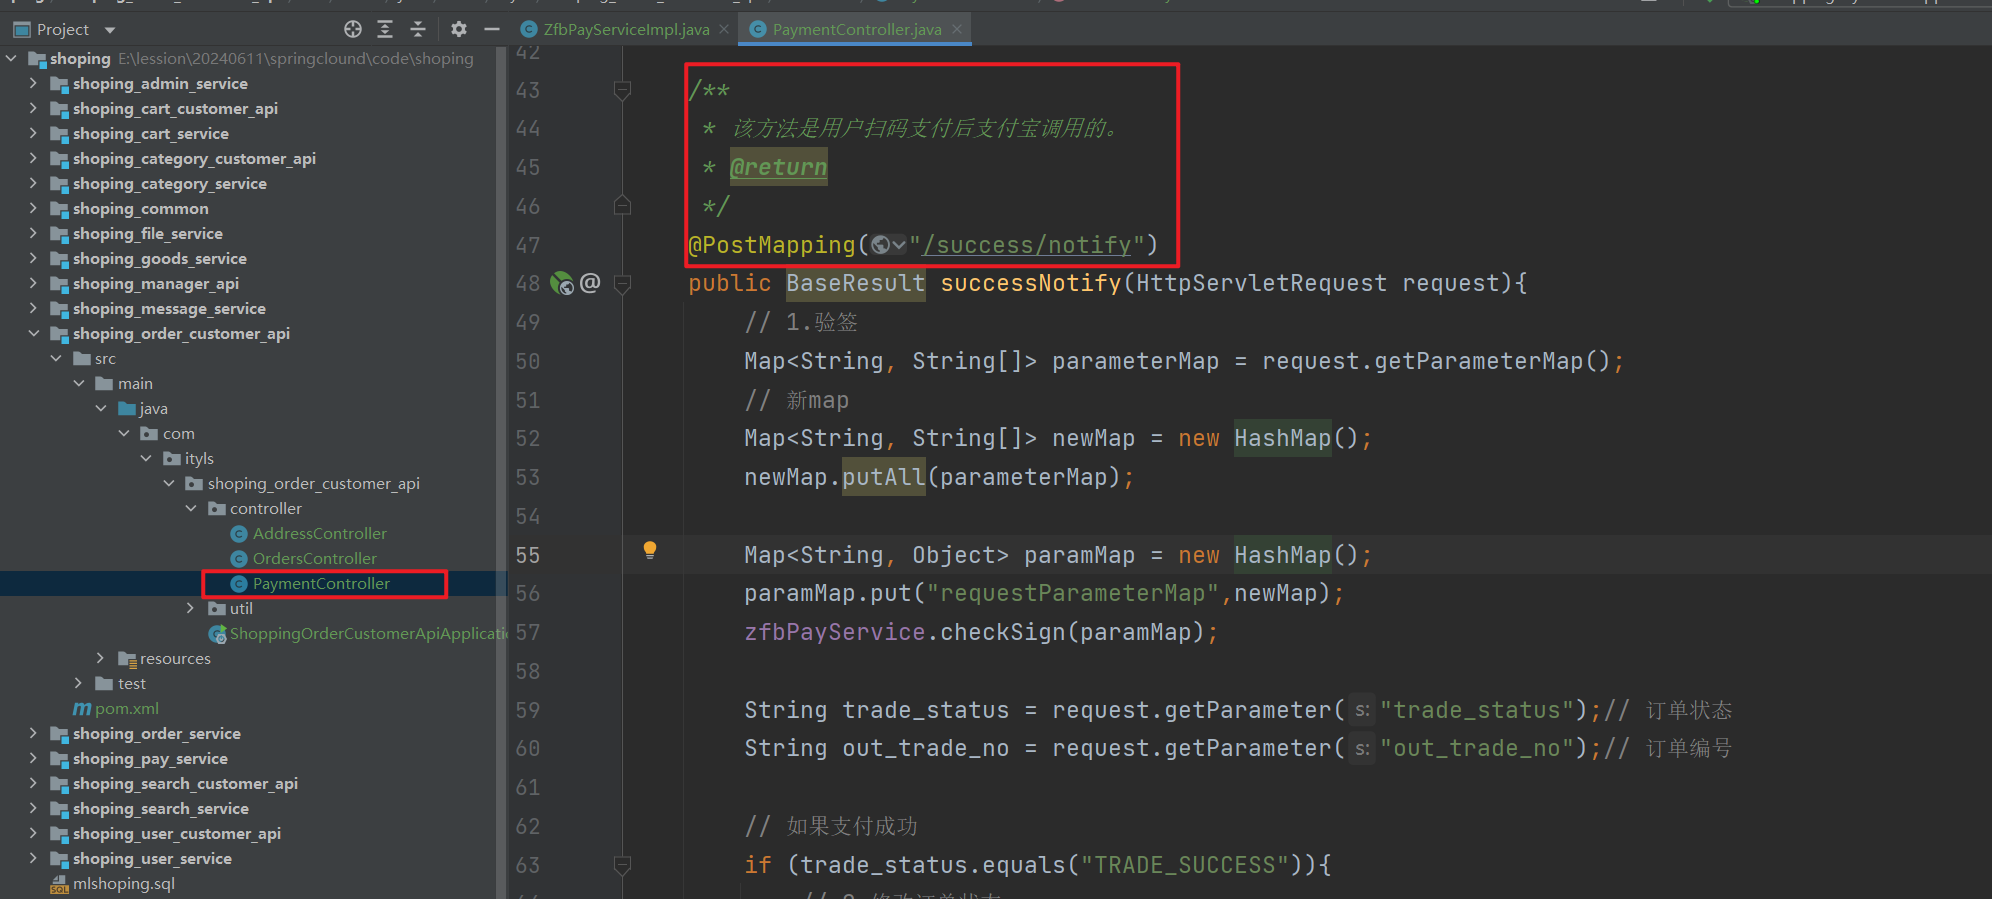 Project
ZfbPayServiceImpl.java
PaymentController.java
shoping E:\lession\20240611\springclound\code\shoping
shoping_admin_service
shoping_cart_customer_api
shoping_cart_service
shoping_category_customer_api
shoping_category_service
shoping_common
shoping_file_service
shoping_goods_service
shoping_manager_api
shoping_message_service
shoping_order_customer_api
src
main
java
com
ityls
shoping_order_customer_api
controller
AddressController
OrdersController
PaymentController
util
ShoppingOrderCustomerApiApplicatio
resources
test
pom.xml
shoping_order_service
shoping_pay_service
shoping_search_customer_api
shoping_search_service
shoping_user_customer_api
shoping_user_service
mlshoping.sql
42
43 /**
44 * 该方法是用户扫码支付后支付宝调用的。
45 * @return
46 */
47 @PostMapping("/success/notify")
48 public BaseResult successNotify(HttpServletRequest request){
49 // 1.验签
50 Map<String, String[]> parameterMap = request.getParameterMap();
51 // 新map
52 Map<String, String[]> newMap = new HashMap();
53 newMap.putAll(parameterMap);
54
55 Map<String, Object> paramMap = new HashMap();
56 paramMap.put("requestParameterMap",newMap);
57 zfbPayService.checkSign(paramMap);
58
59 String trade_status = request.getParameter( s: "trade_status");// 订单状态
60 String out_trade_no = request.getParameter( s: "out_trade_no");// 订单编号
61
62 // 如果支付成功
63 if (trade_status.equals("TRADE_SUCCESS")){